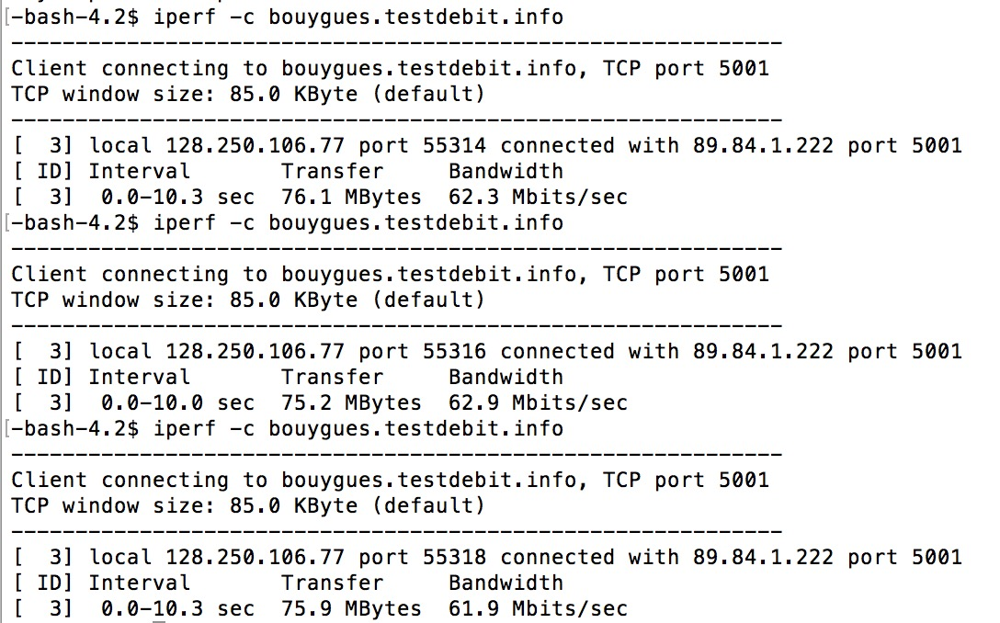 [-bash-4.2$ iperf -c bouygues.testdebit.info
------------------------------------------------------------
Client connecting to bouygues.testdebit.info, TCP port 5001
TCP window size: 85.0 KByte (default)
------------------------------------------------------------
[  3] local 128.250.106.77 port 55314 connected with 89.84.1.222 port 5001
[ ID] Interval       Transfer     Bandwidth
[  3]  0.0-10.3 sec  76.1 MBytes  62.3 Mbits/sec
[-bash-4.2$ iperf -c bouygues.testdebit.info
------------------------------------------------------------
Client connecting to bouygues.testdebit.info, TCP port 5001
TCP window size: 85.0 KByte (default)
------------------------------------------------------------
[  3] local 128.250.106.77 port 55316 connected with 89.84.1.222 port 5001
[ ID] Interval       Transfer     Bandwidth
[  3]  0.0-10.0 sec  75.2 MBytes  62.9 Mbits/sec
[-bash-4.2$ iperf -c bouygues.testdebit.info
------------------------------------------------------------
Client connecting to bouygues.testdebit.info, TCP port 5001
TCP window size: 85.0 KByte (default)
------------------------------------------------------------
[  3] local 128.250.106.77 port 55318 connected with 89.84.1.222 port 5001
[ ID] Interval       Transfer     Bandwidth
[  3]  0.0-10.3 sec  75.9 MBytes  61.9 Mbits/sec